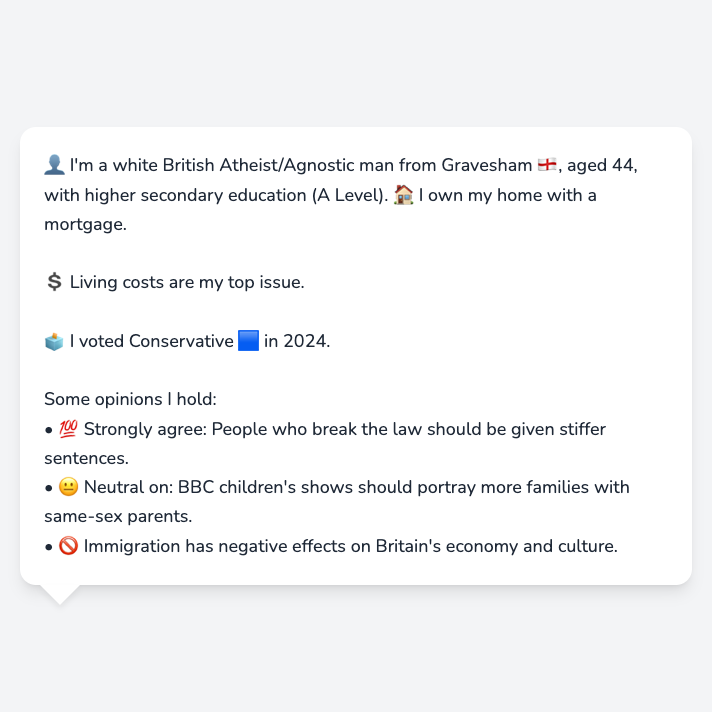 👤 I'm a white British Atheist/Agnostic man from Gravesham 🏴󠁧󠁢󠁥󠁮󠁧󠁿, aged 44,
with higher secondary education (A Level). 🏠 I own my home with a
mortgage.
💲 Living costs are my top issue.
🗳️ I voted Conservative 🟦 in 2024.
Some opinions I hold:
• 💯 Strongly agree: People who break the law should be given stiffer
sentences.
• 😐 Neutral on: BBC children's shows should portray more families with
same-sex parents.
• 🚫 Immigration has negative effects on Britain's economy and culture.